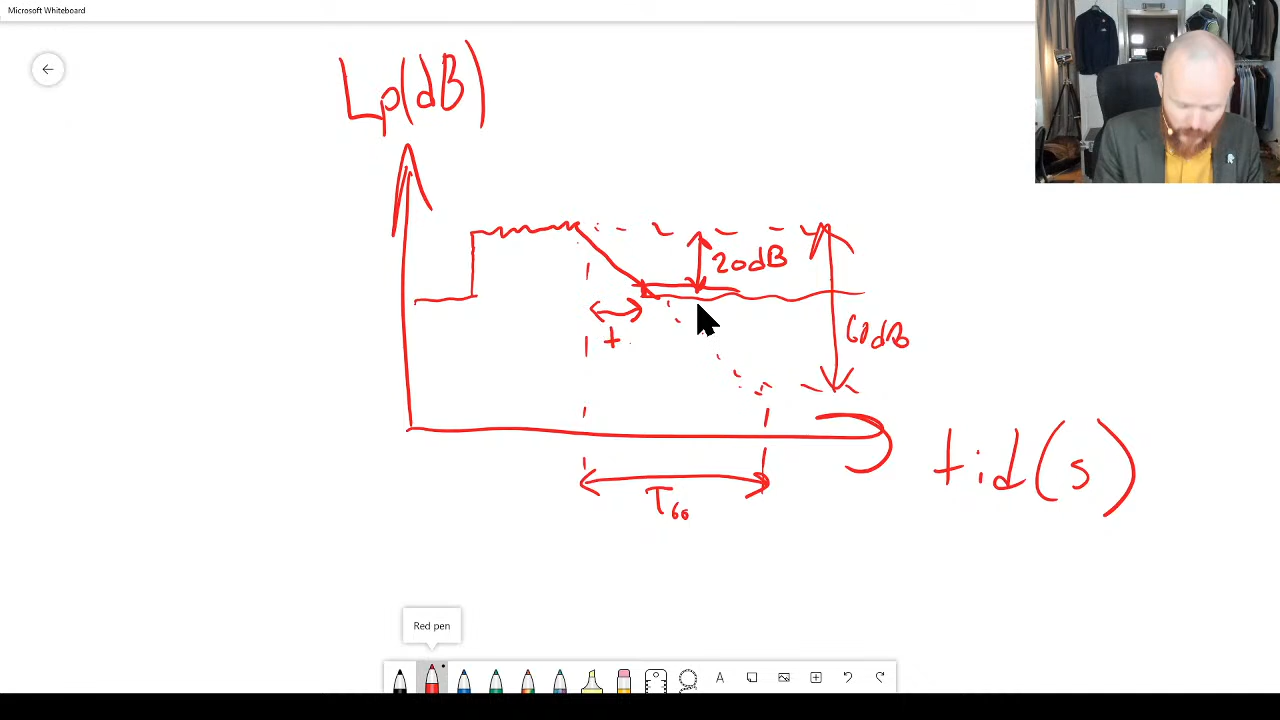 Microsoft Whiteboard
Lp(dB)
20dB
60dB
t
tid(s)
T60
Red pen
A